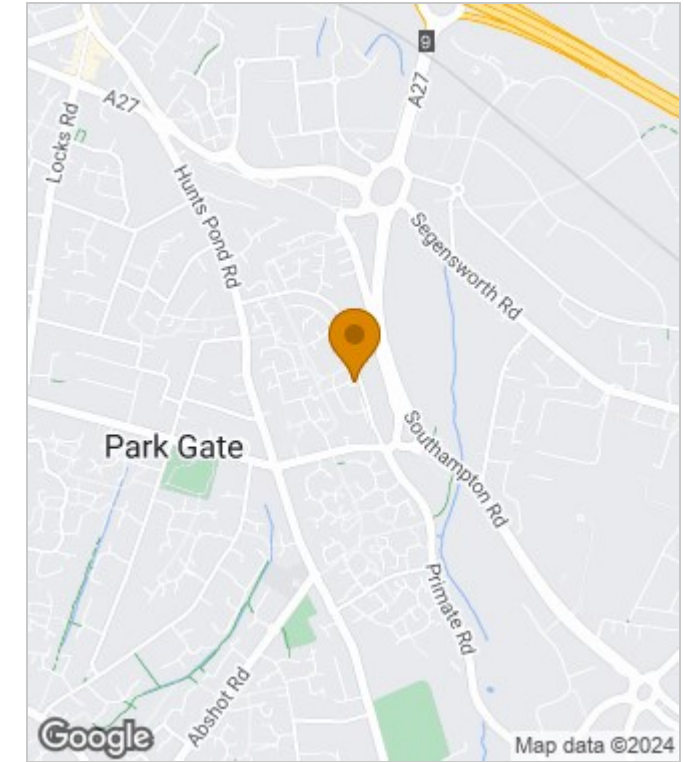 9
A27
A27
Locks Rd
Hunts Pond Rd
Segensworth Rd
Park Gate
Southampton Rd
Primate Rd
Abshot Rd
Google
Map data ©2024